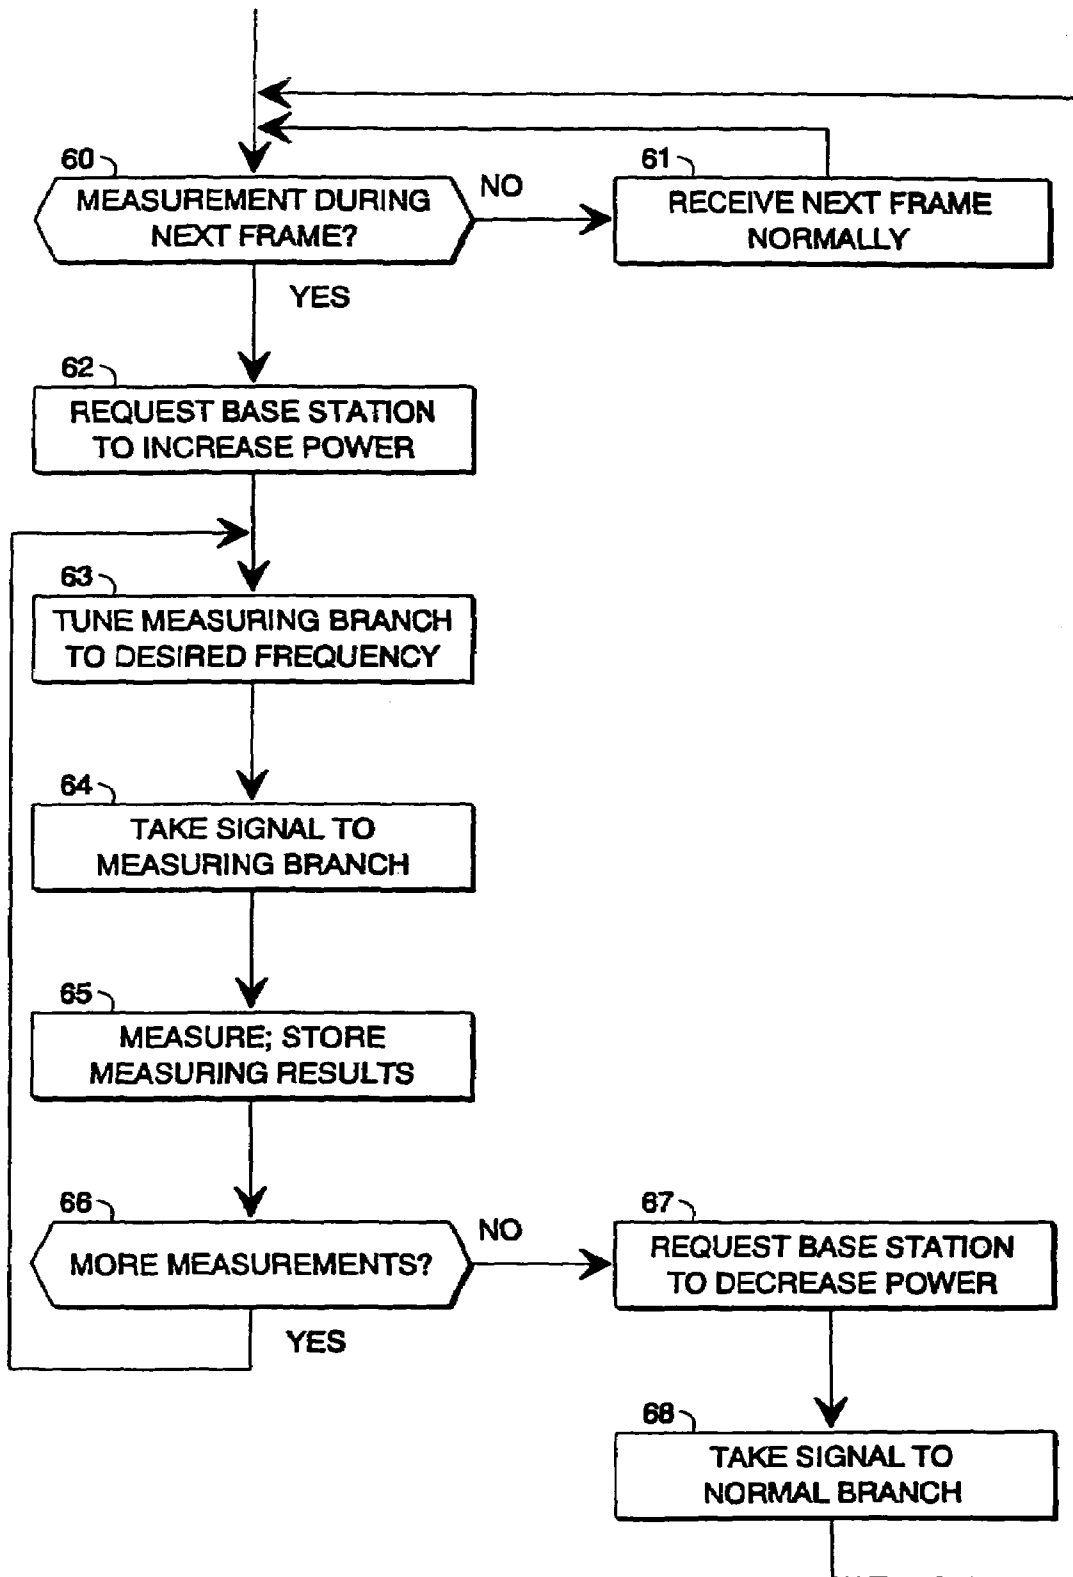 60
MEASUREMENT DURING
NEXT FRAME?
NO
61
RECEIVE NEXT FRAME
NORMALLY
YES
62
REQUEST BASE STATION
TO INCREASE POWER
63
TUNE MEASURING BRANCH
TO DESIRED FREQUENCY
64
TAKE SIGNAL TO
MEASURING BRANCH
65
MEASURE; STORE
MEASURING RESULTS
66
MORE MEASUREMENTS?
NO
YES
67
REQUEST BASE STATION
TO DECREASE POWER
68
TAKE SIGNAL TO
NORMAL BRANCH